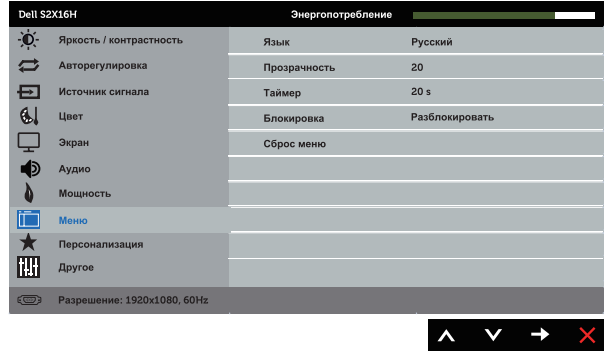 Dell S2X16H Энергопотребление
Яркость / контрастность
Авторегулировка
Источник сигнала
Цвет
Экран
Аудио
Мощность
Меню
Персонализация
Другое
Язык Русский
Прозрачность 20
Таймер 20 s
Блокировка Разблокировать
Сброс меню
Разрешение: 1920x1080, 60Hz